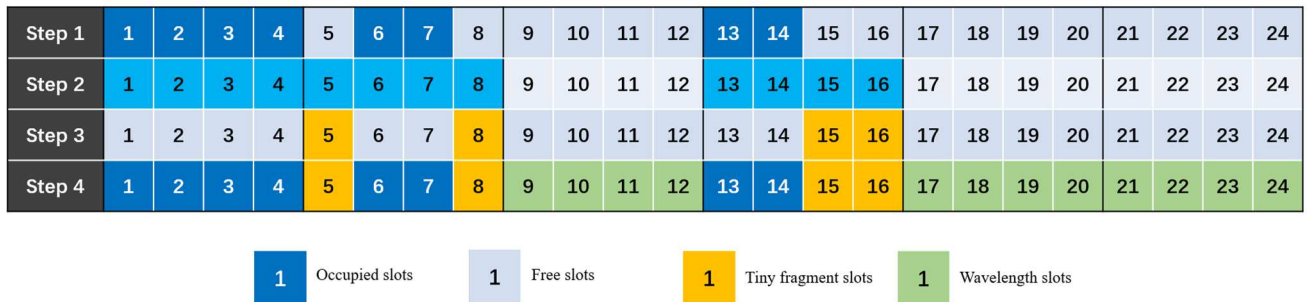 Step 1 1 2 3 4 5 6 7 8 9 10 11 12 13 14 15 16 17 18 19 20 21 22 23 24
Step 2 1 2 3 4 5 6 7 8 9 10 11 12 13 14 15 16 17 18 19 20 21 22 23 24
Step 3 1 2 3 4 5 6 7 8 9 10 11 12 13 14 15 16 17 18 19 20 21 22 23 24
Step 4 1 2 3 4 5 6 7 8 9 10 11 12 13 14 15 16 17 18 19 20 21 22 23 24
1 Occupied slots 1 Free slots 1 Tiny fragment slots 1 Wavelength slots